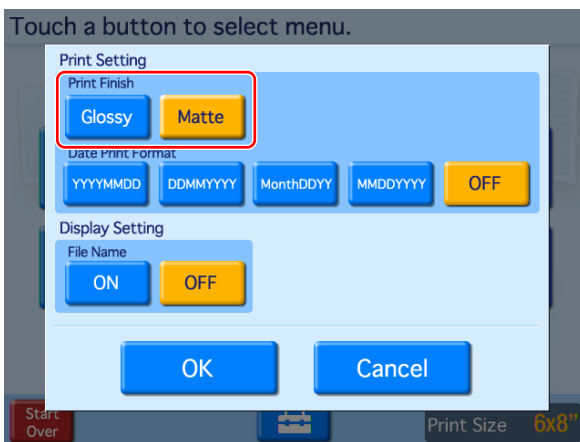 Touch a button to select menu.
Print Setting
Print Finish
Glossy Matte
Date Print Format
YYYYMMDD DDMMYYYY MonthDDYY MMDDYYYY OFF
Display Setting
File Name
ON OFF
OK Cancel
Start
Over
Print Size 6x8"